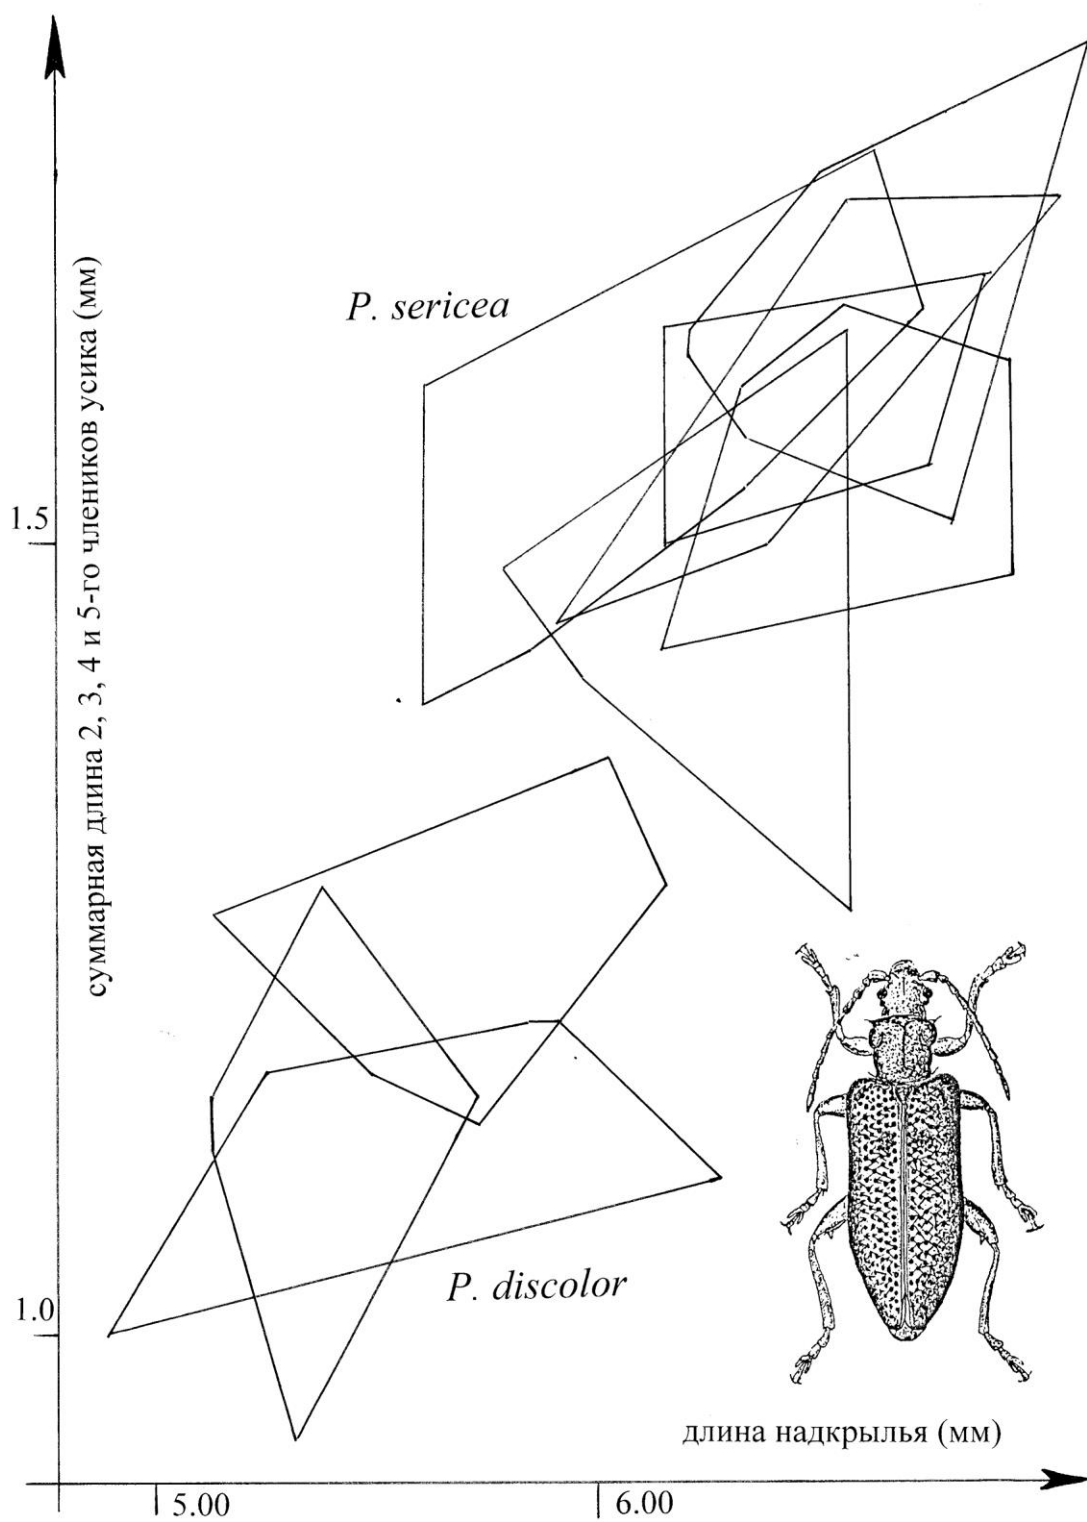 суммарная длина 2, 3, 4 и 5-го члеников усика (мм)
P. sericea
1.5
1.0
P. discolor
длина надкрылья (мм)
5.00
6.00